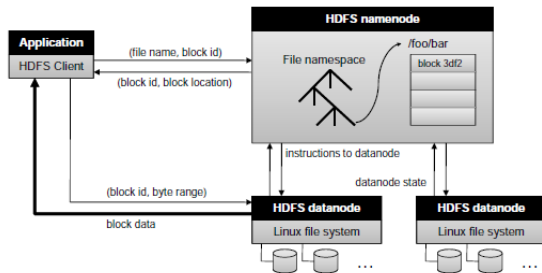 HDFS namenode
Application
HDFS Client
(file name, block id)
(block id, block location)
File namespace
/foo/bar
block 3df2
instructions to datanode
datanode state
(block id, byte range)
block data
HDFS datanode
Linux file system
...
HDFS datanode
Linux file system
...